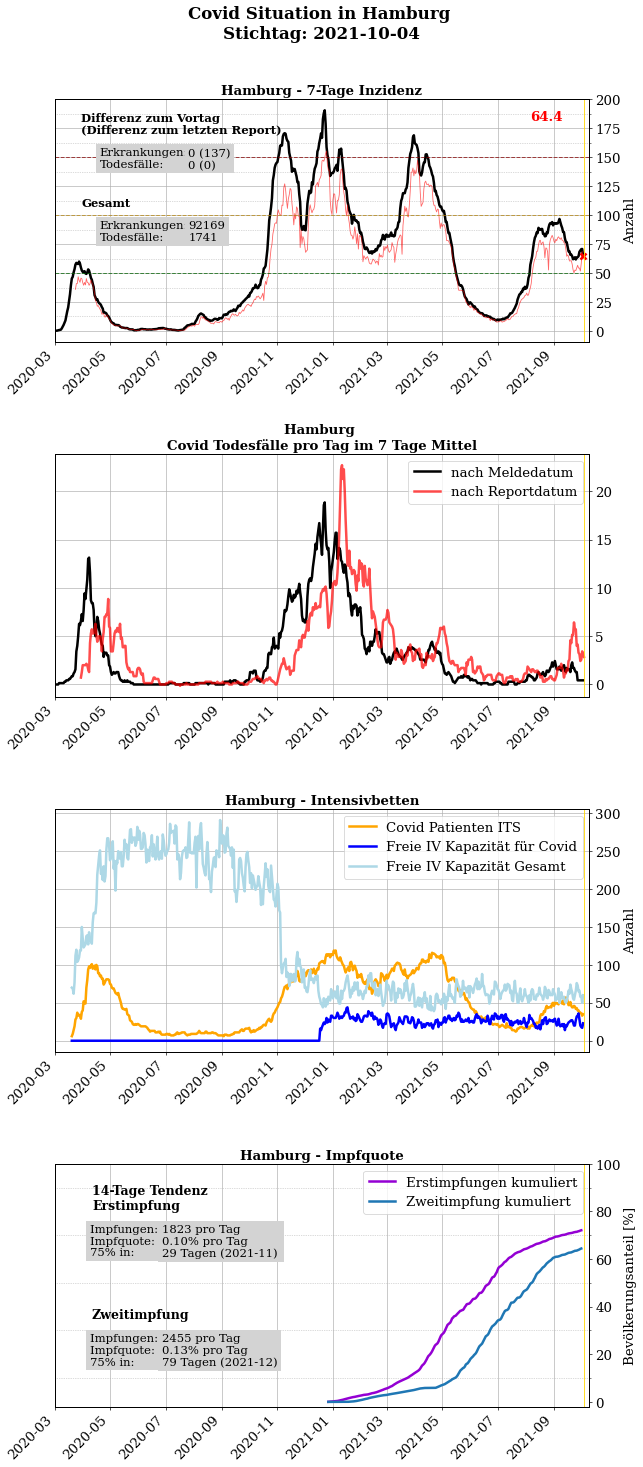 Covid Situation in Hamburg
Stichtag: 2021-10-04
Hamburg - 7-Tage Inzidenz
Differenz zum Vortag
(Differenz zum letzten Report)
Erkrankungen 0 (137)
Todesfälle: 0 (0)
Gesamt
Erkrankungen 92169
Todesfälle: 1741
64.4
200
175
150
125
100
75
50
25
0
Anzahl
2020-03
2020-05
2020-07
2020-09
2020-11
2021-01
2021-03
2021-05
2021-07
2021-09
Hamburg
Covid Todesfälle pro Tag im 7 Tage Mittel
nach Meldedatum
nach Reportdatum
20
15
10
5
0
2020-03
2020-05
2020-07
2020-09
2020-11
2021-01
2021-03
2021-05
2021-07
2021-09
Hamburg - Intensivbetten
Covid Patienten ITS
Freie IV Kapazität für Covid
Freie IV Kapazität Gesamt
300
250
200
150
100
50
0
Anzahl
2020-03
2020-05
2020-07
2020-09
2020-11
2021-01
2021-03
2021-05
2021-07
2021-09
Hamburg - Impfquote
14-Tage Tendenz
Erstimpfung
Impfungen: 1823 pro Tag
Impfquote: 0.10% pro Tag
75% in: 29 Tagen (2021-11)
Zweitimpfung
Impfungen: 2455 pro Tag
Impfquote: 0.13% pro Tag
75% in: 79 Tagen (2021-12)
Erstimpfungen kumuliert
Zweitimpfung kumuliert
100
80
60
40
20
0
Bevölkerungsanteil [%]
2020-03
2020-05
2020-07
2020-09
2020-11
2021-01
2021-03
2021-05
2021-07
2021-09